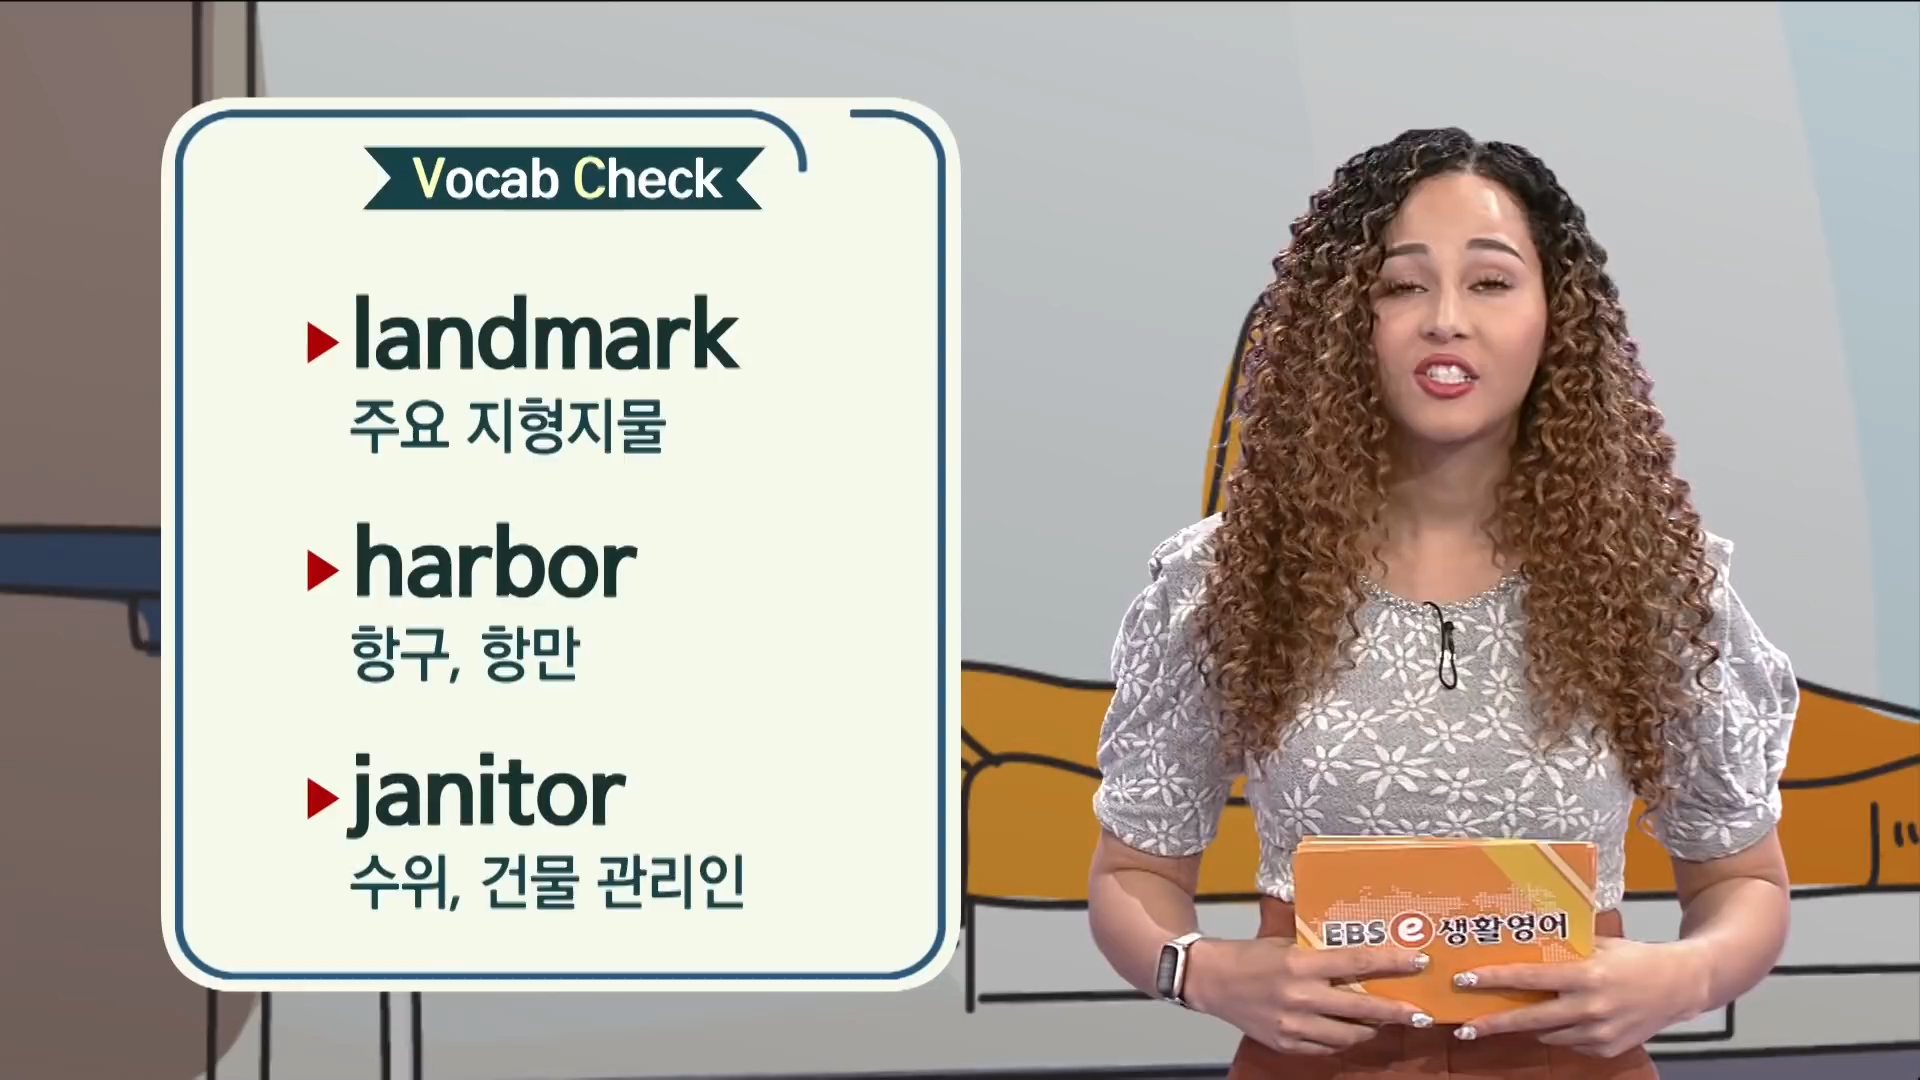 Vocab Check
landmark
주요 지형지물
harbor
항구, 항만
janitor
수위, 건물 관리인
EBS e 생활영어